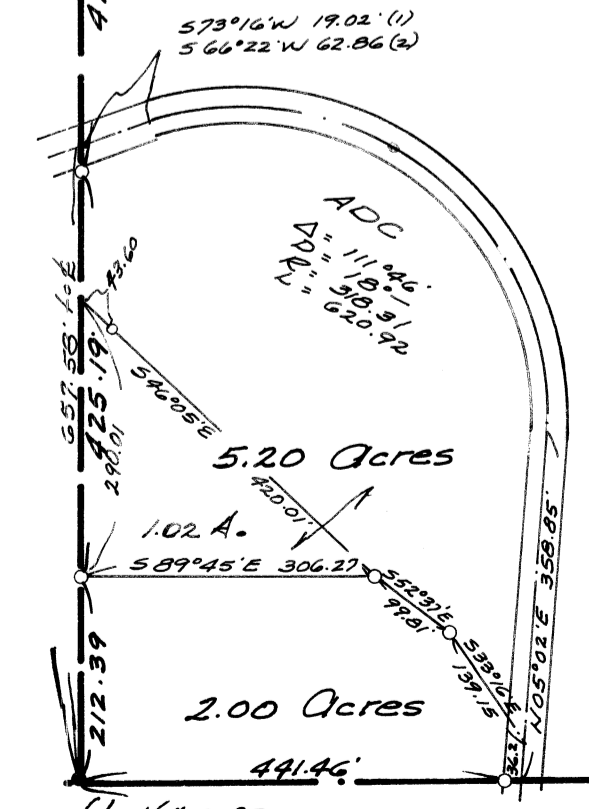 S73°16'W 19.02' (1)
S66°22'W 62.86 (2)
ADC
Δ = 111°46'
D = 18°-
R = 318.31
L = 620.92
43.60
657.58'
425.19'
290.01
S46°05'E
420.01'
5.20 Acres
1.02 A.
S89°45'E 306.27
S52°37'E
99.81'
S33°16'E
139.15
N05°02'E 358.85'
212.39
2.00 Acres
36.21
441.46'